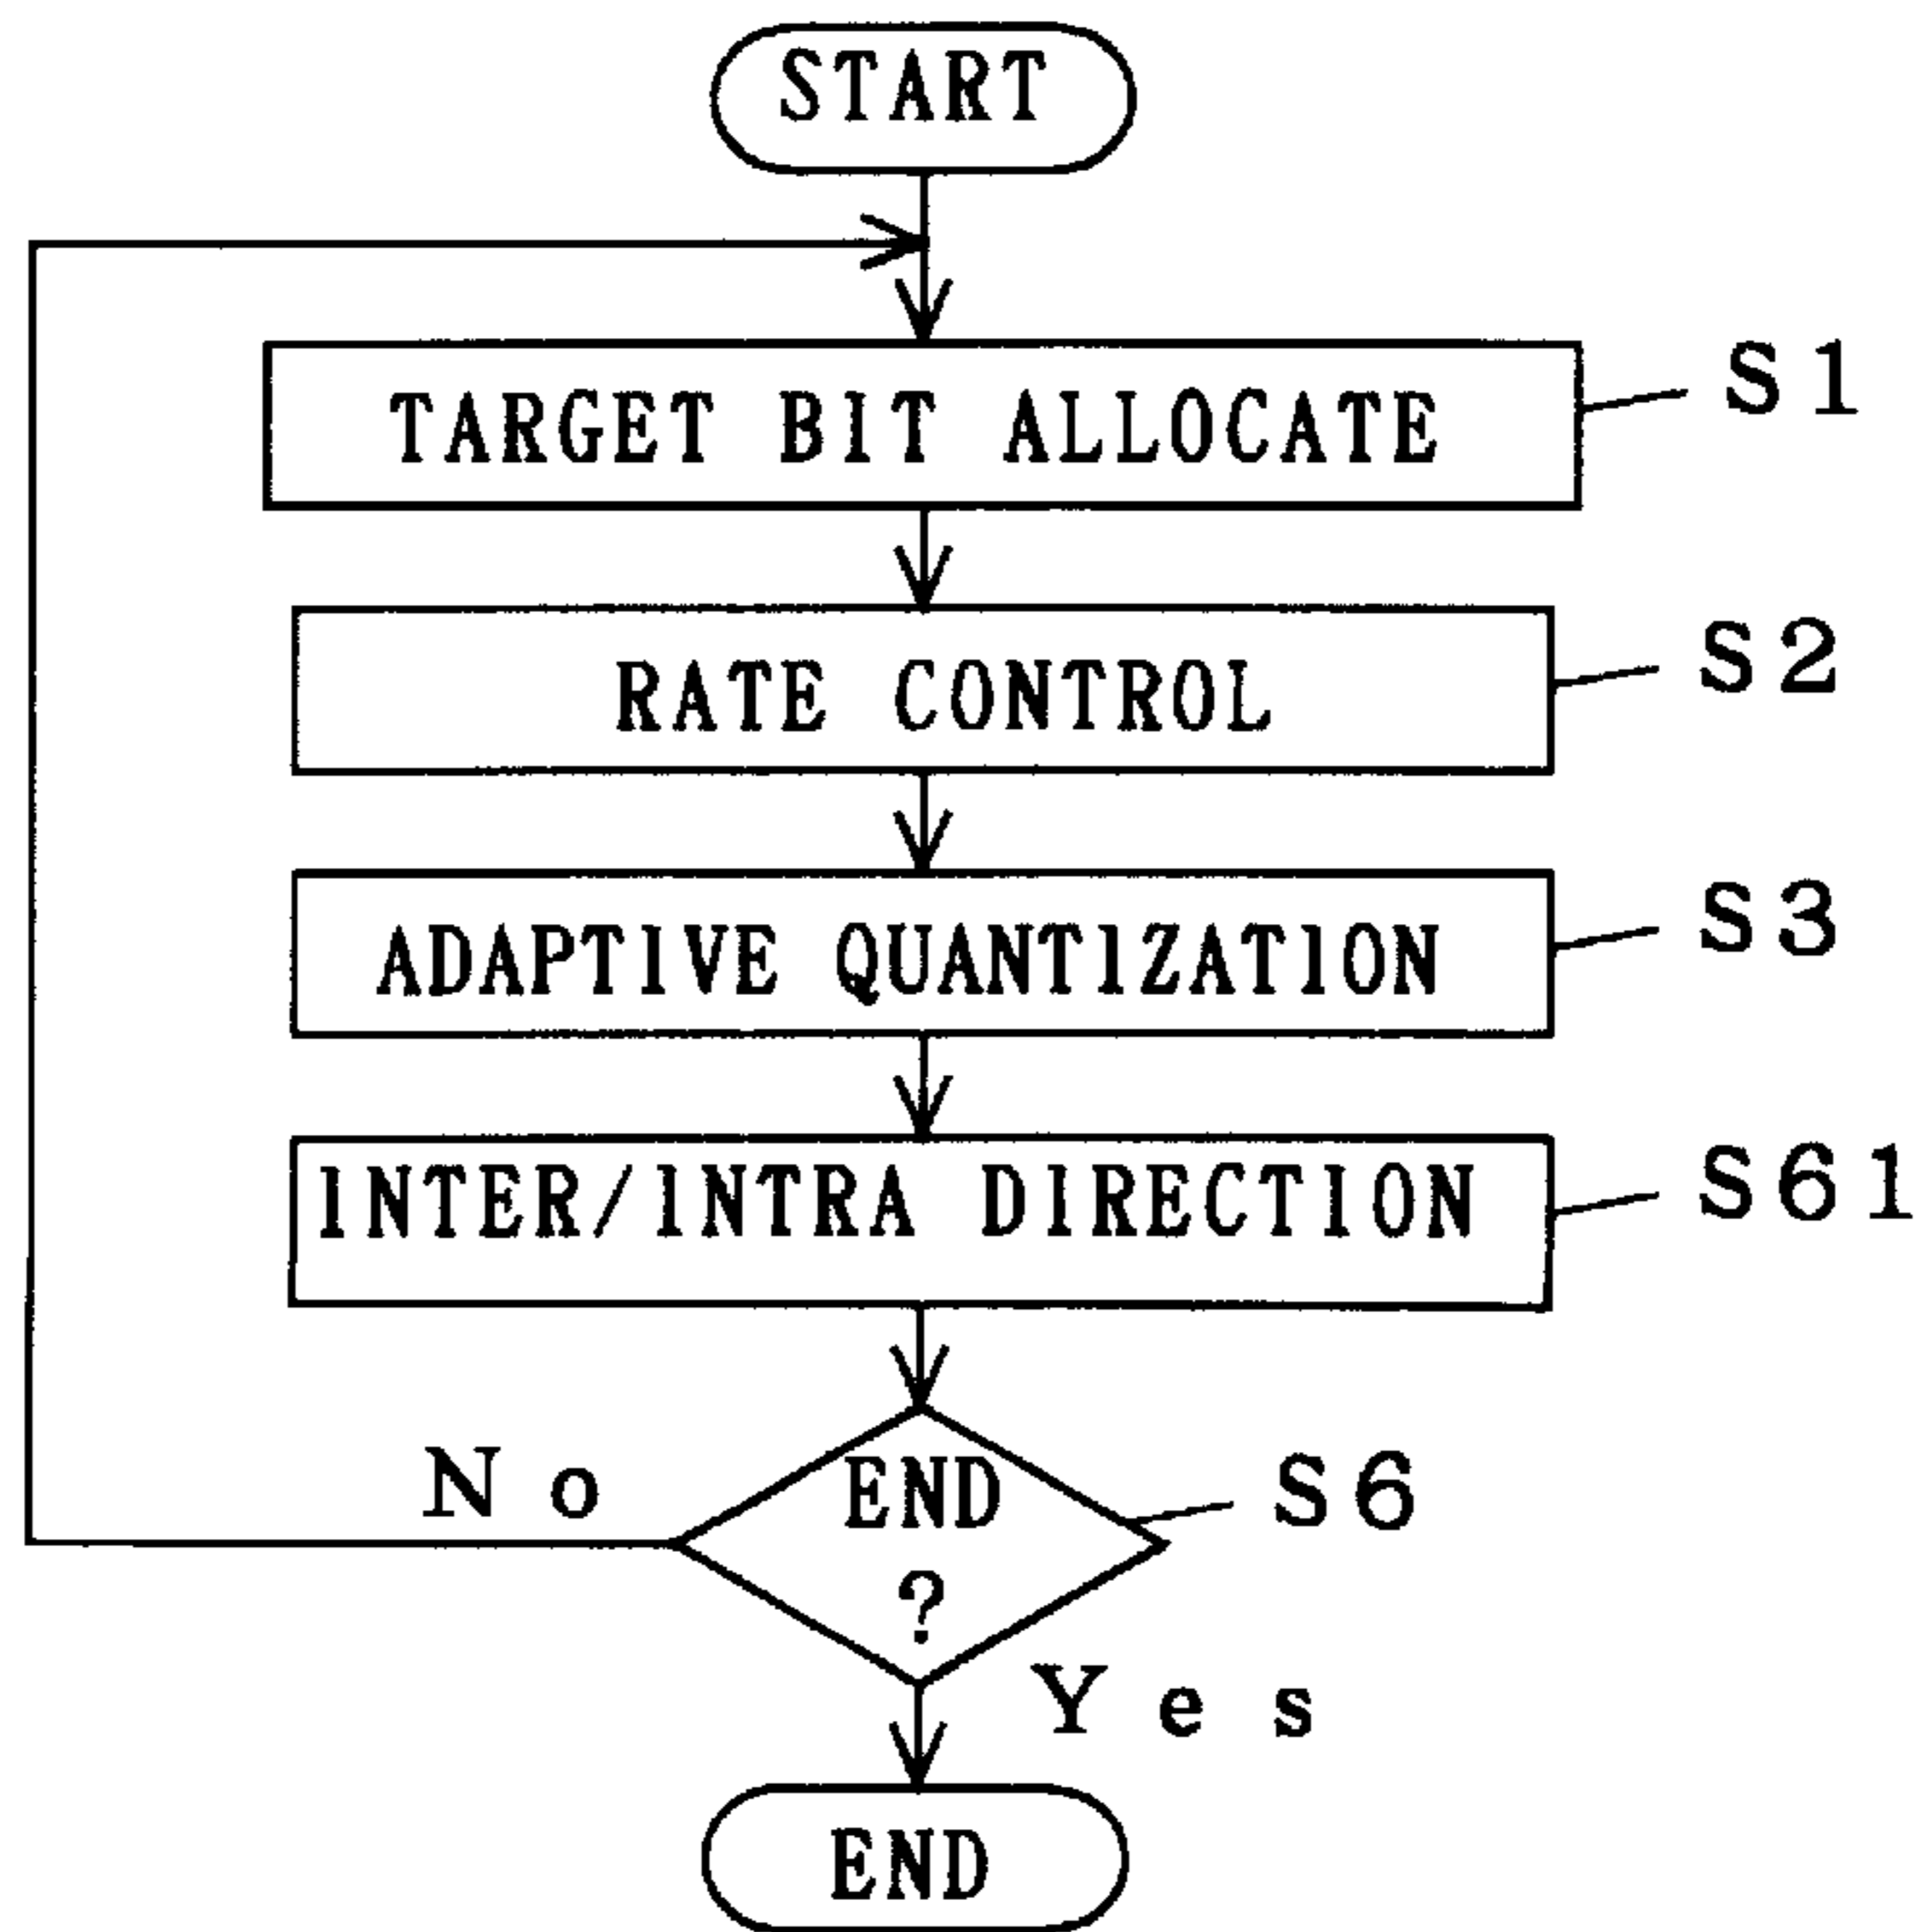 START
TARGET BIT ALLOCATE
S1
RATE CONTROL
S2
ADAPTIVE QUANTIZATION
S3
INTER/INTRA DIRECTION
S61
No
END
?
S6
Yes
END